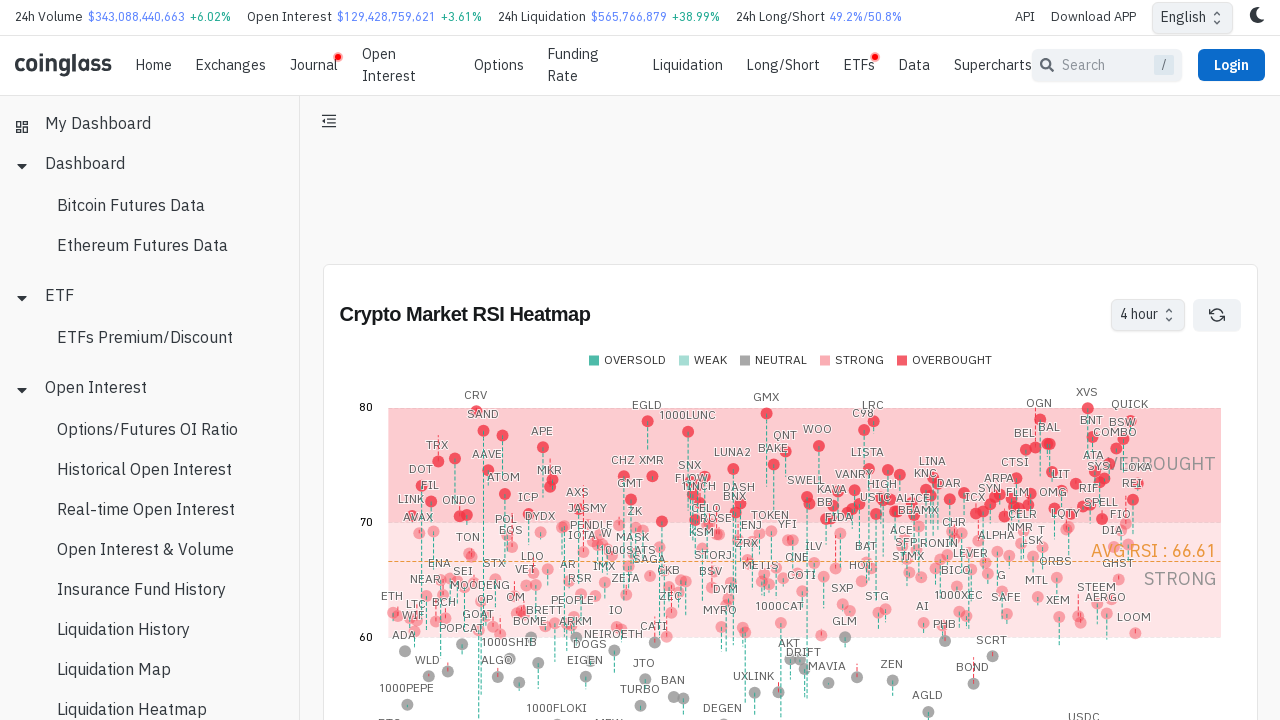 24h Volume $343,088,440,663 +6.02% Open Interest $129,428,759,621 +3.61% 24h Liquidation $565,766,879 +38.99% 24h Long/Short 49.2%/50.8% API Download APP English
coinglass Home Exchanges Journal Open Interest Options Funding Rate Liquidation Long/Short ETFs Data Supercharts Search / Login
My Dashboard
Dashboard
Bitcoin Futures Data
Ethereum Futures Data
ETF
ETFs Premium/Discount
Open Interest
Options/Futures OI Ratio
Historical Open Interest
Real-time Open Interest
Open Interest & Volume
Insurance Fund History
Liquidation History
Liquidation Map
Liquidation Heatmap
Crypto Market RSI Heatmap 4 hour
OVERSOLD WEAK NEUTRAL STRONG OVERBOUGHT
CRV XVS
GMX
EGLD LRC OGN QUICK
80
SAND 1000LUNC C98
BNT BSW
APE WOO BAL
QNT BEL COMBO
TRX
AAVE LUNA2 BAKE LISTA
ATA
CHZ XMR LINA CTSI
DOT MKR SNX SYS LOKA
ATOM FLOW KNC VANRY LIT
FIL GMT 1INCH DASH SWELL HIGH DAR ARPA REI
AXS KAVA SYN RIF
LINK ONDO ICP BNX BB USTC ALICE ICX FLM OMG
JASMY ZK CELO BEAMX CELR SPELL
AVAX POL DYDX ROSE TOKEN FIDA IOTX FIO
70
PENDLE ENJ YFI CHR
EOS IOTA W KSM ACE NMR T DIA
TON MASK ZRX ALPHA LSK
1000SATS ILV BAT SFP RONIN AVG RSI : 66.61
LDO STORJ CNE STMX LEVER
ENA STX AR SAGA ORBS GHST
SEI VET IMX CKB BSV METIS HOT BICO
NEAR RSR ZETA COTI G MTL
MOODENG DYM SXP STRONG
ETH OM ZEC STG 1000XEC SAFE STEEM
LTC BCH OP PEOPLE 1000CAT AI XEM AERGO
WIF GOAT BRETT IO MYRO
BOME ARKM CATI GLM PHB LOOM
POPCAT
60
ADA 1000SHIB NEIROETH AKT SCRT
DOGS DRIFT
WLD ALGO EIGEN JTO MAVIA ZEN BOND
1000PEPE TURBO BAN UXLINK
1000FLOKI DEGEN AGLD
USDC